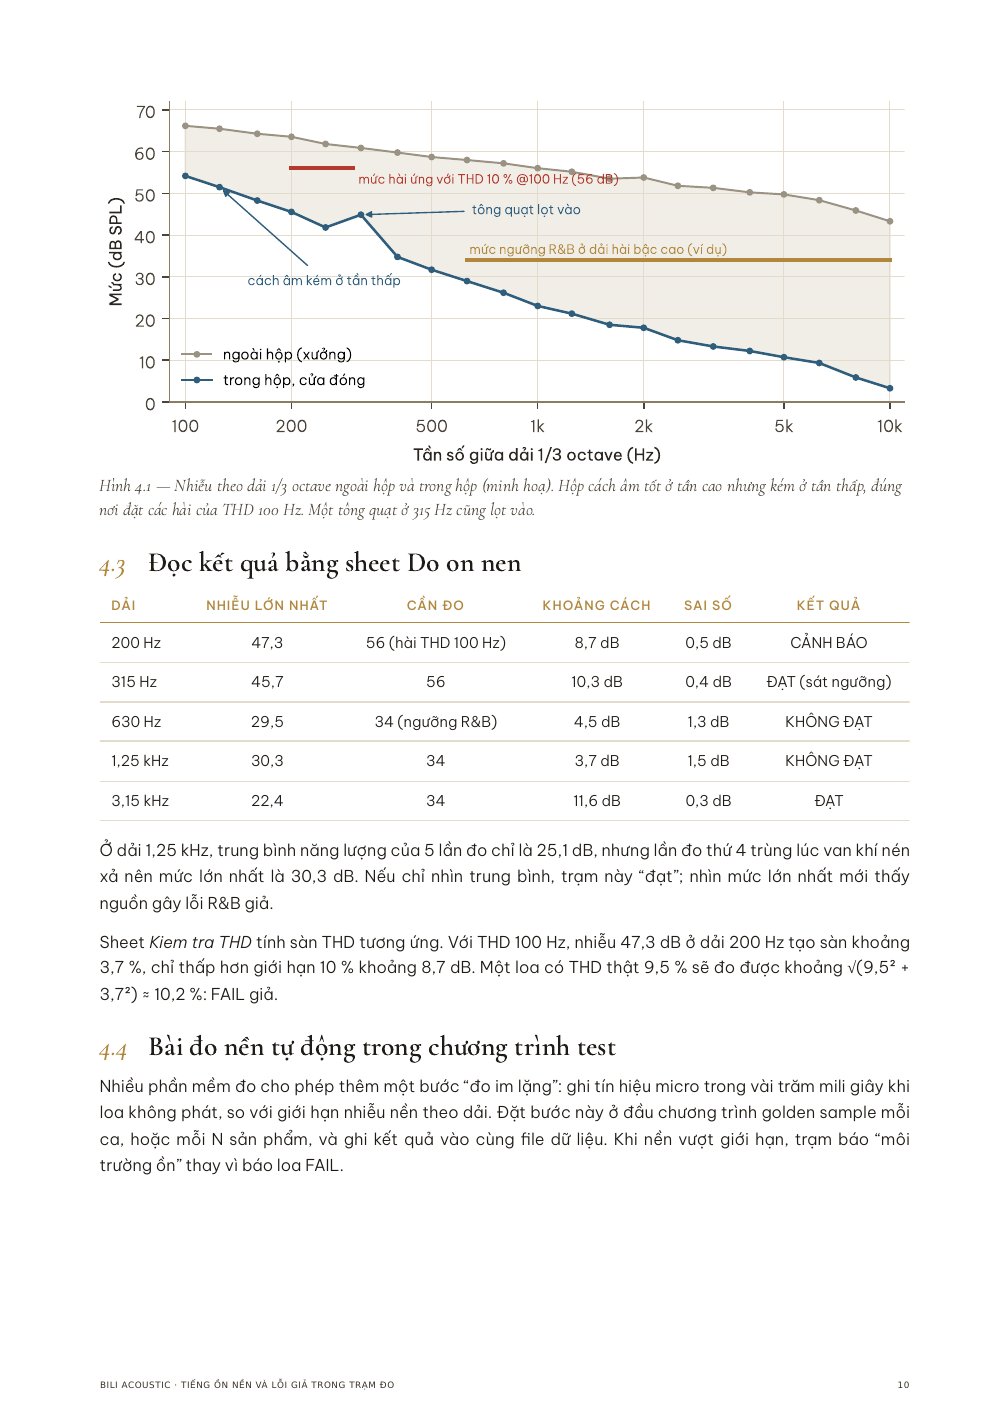 70
60
50
40
30
20
10
0
Mức (dB SPL)
mức hài ứng với THD 10 % @100 Hz (56 dB)
tông quạt lọt vào
mức ngưỡng R&B ở dải hài bậc cao (ví dụ)
cách âm kém ở tần thấp
ngoài hộp (xưởng)
trong hộp, cửa đóng
100 200 500 1k 2k 5k 10k
Tần số giữa dải 1/3 octave (Hz)
Hình 4.1 — Nhiễu theo dải 1/3 octave ngoài hộp và trong hộp (minh hoạ). Hộp cách âm tốt ở tần cao nhưng kém ở tần thấp, đúng
nơi đặt các hài của THD 100 Hz. Một tông quạt ở 315 Hz cũng lọt vào.
4.3 Đọc kết quả bằng sheet Do on nen
DẢI NHIỄU LỚN NHẤT CẦN ĐO KHOẢNG CÁCH SAI SỐ KẾT QUẢ
200 Hz 47,3 56 (hài THD 100 Hz) 8,7 dB 0,5 dB CẢNH BÁO
315 Hz 45,7 56 10,3 dB 0,4 dB ĐẠT (sát ngưỡng)
630 Hz 29,5 34 (ngưỡng R&B) 4,5 dB 1,3 dB KHÔNG ĐẠT
1,25 kHz 30,3 34 3,7 dB 1,5 dB KHÔNG ĐẠT
3,15 kHz 22,4 34 11,6 dB 0,3 dB ĐẠT
Ở dải 1,25 kHz, trung bình năng lượng của 5 lần đo chỉ là 25,1 dB, nhưng lần đo thứ 4 trùng lúc van khí nén
xả nên mức lớn nhất là 30,3 dB. Nếu chỉ nhìn trung bình, trạm này “đạt”; nhìn mức lớn nhất mới thấy
nguồn gây lỗi R&B giả.
Sheet Kiem tra THD tính sàn THD tương ứng. Với THD 100 Hz, nhiễu 47,3 dB ở dải 200 Hz tạo sàn khoảng
3,7 %, chỉ thấp hơn giới hạn 10 % khoảng 8,7 dB. Một loa có THD thật 9,5 % sẽ đo được khoảng √(9,5² +
3,7²) ≈ 10,2 %: FAIL giả.
4.4 Bài đo nền tự động trong chương trình test
Nhiều phần mềm đo cho phép thêm một bước “đo im lặng”: ghi tín hiệu micro trong vài trăm mili giây khi
loa không phát, so với giới hạn nhiễu nền theo dải. Đặt bước này ở đầu chương trình golden sample mỗi
ca, hoặc mỗi N sản phẩm, và ghi kết quả vào cùng file dữ liệu. Khi nền vượt giới hạn, trạm báo “môi
trường ồn” thay vì báo loa FAIL.
BILI ACOUSTIC · TIẾNG ỒN NỀN VÀ LỖI GIẢ TRONG TRẠM ĐO 10